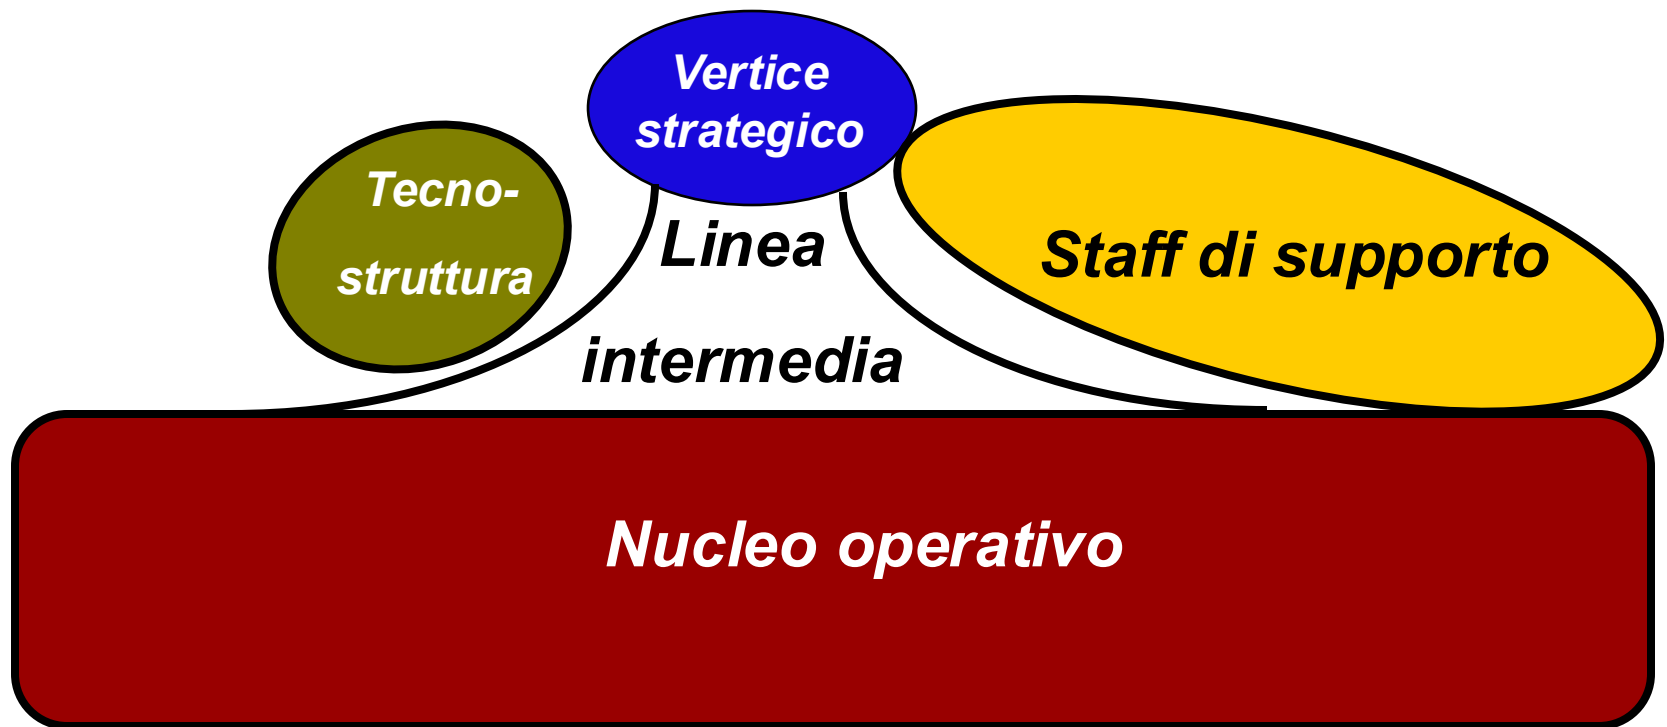 Vertice
strategico
Tecno-
struttura
Linea
intermedia
Staff di supporto
Nucleo operativo